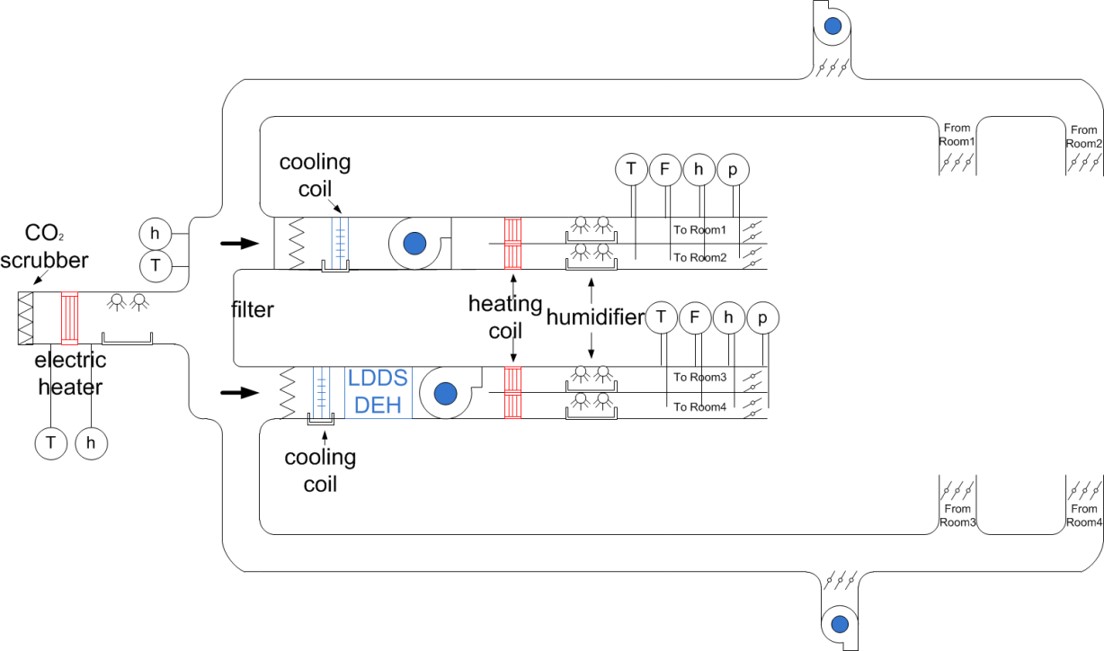 From
Room1
From
Room2
cooling
coil
T F h p
To Room1
To Room2
h
T
CO₂
scrubber
filter
heating
coil
humidifier
T F h p
electric
heater
LDDS
DEH
To Room3
To Room4
T h
cooling
coil
From
Room3
From
Room4